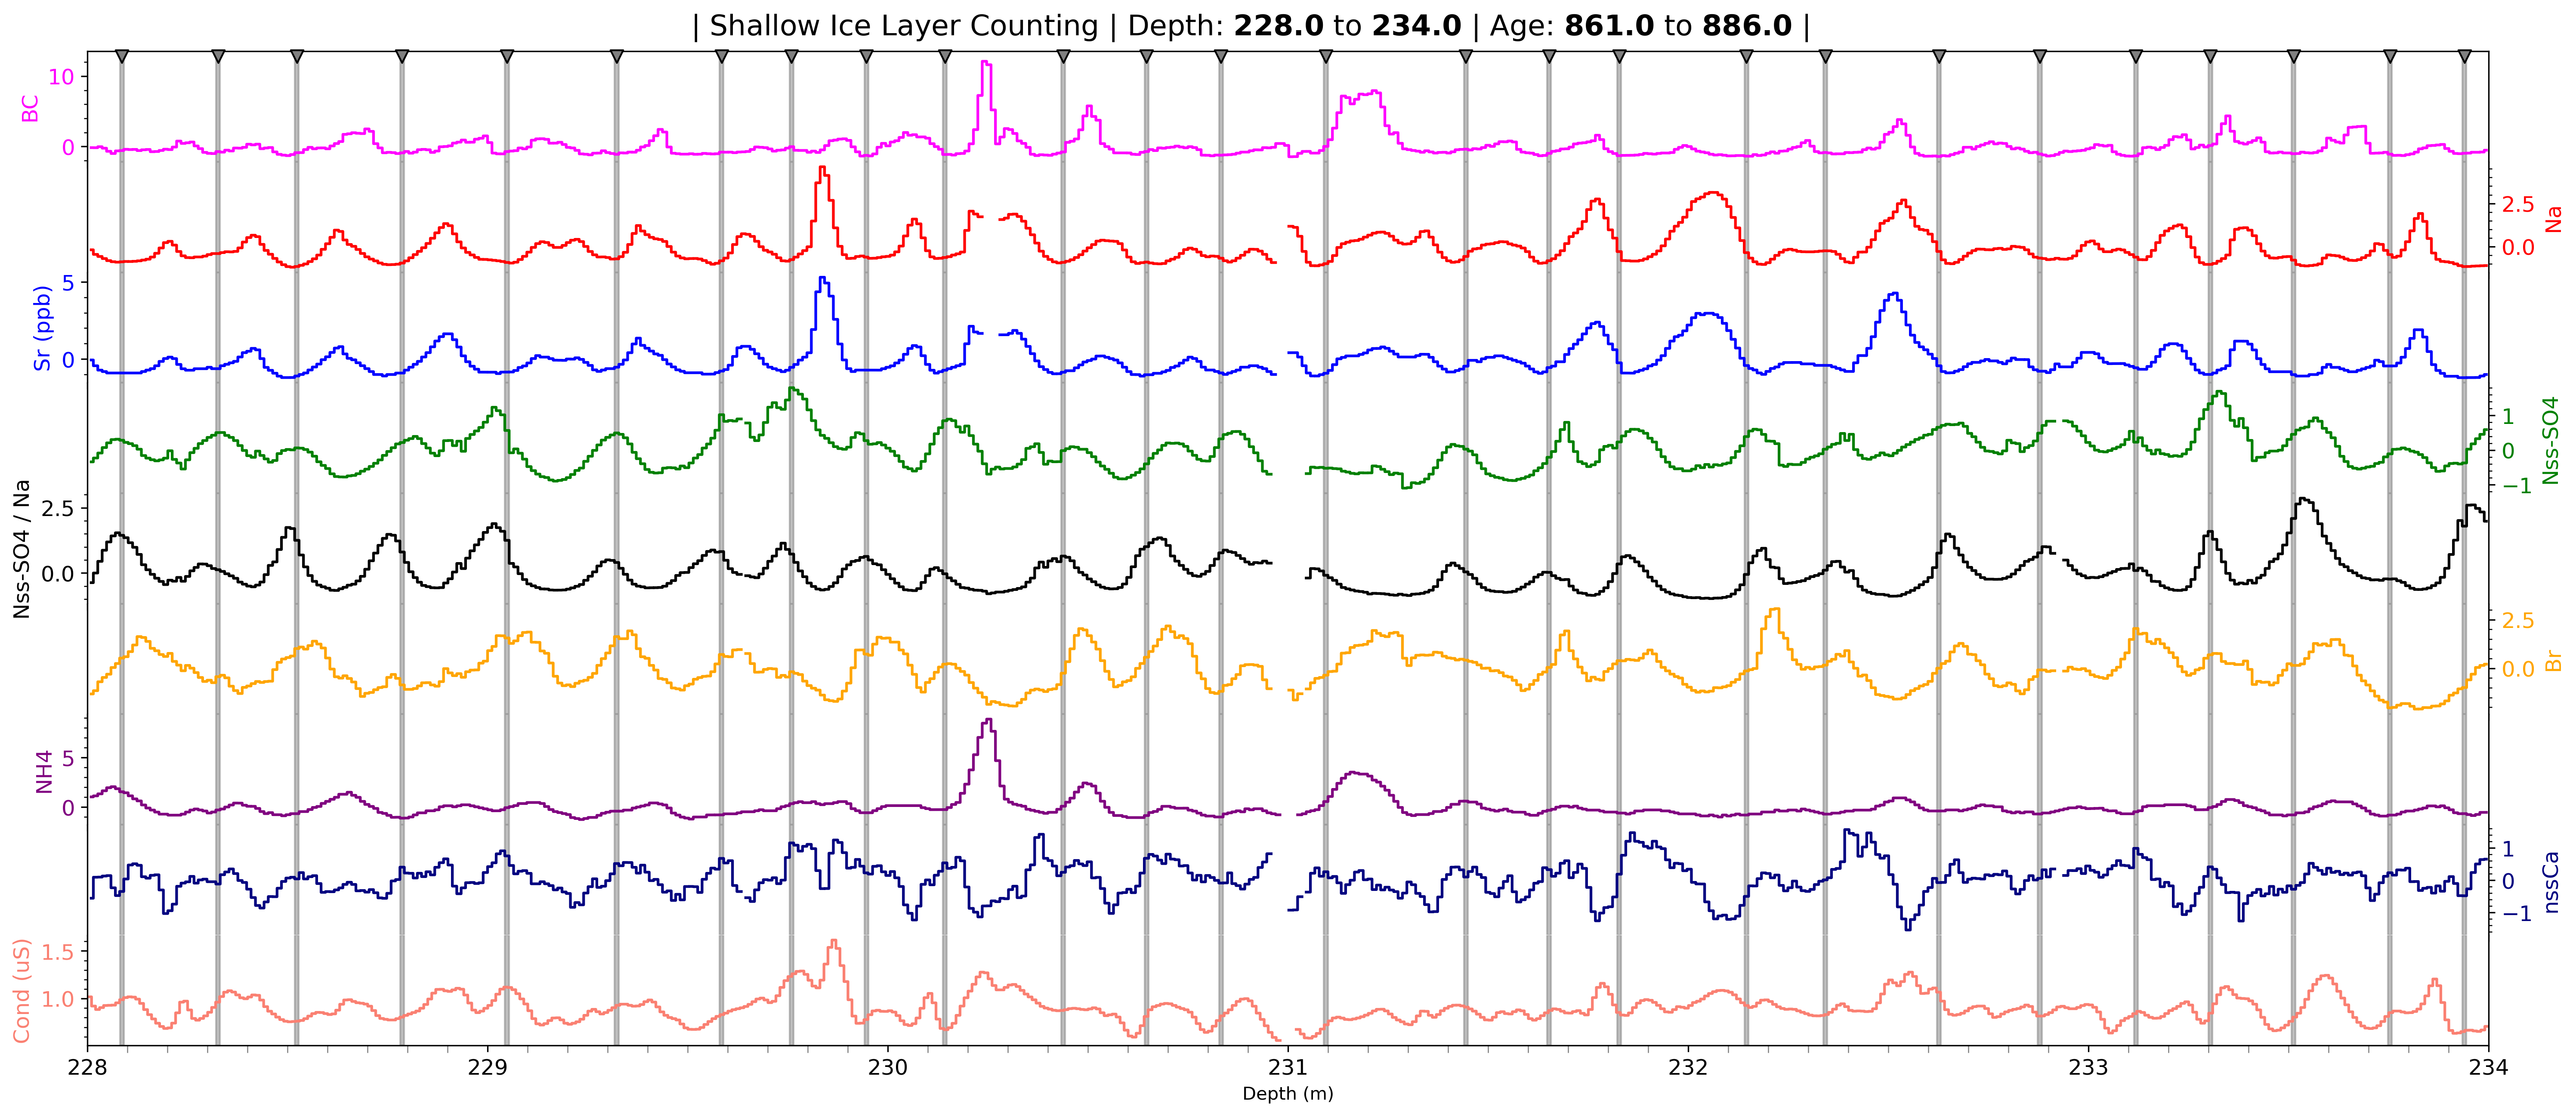 | Shallow Ice Layer Counting | Depth: 228.0 to 234.0 | Age: 861.0 to 886.0 |
BC
10
0
Na
2.5
0.0
Sr (ppb)
5
0
Nss-SO4
1
0
−1
Nss-SO4 / Na
2.5
0.0
Br
2.5
0.0
NH4
5
0
nssCa
1
0
−1
Cond (uS)
1.5
1.0
228 229 230 231 232 233 234
Depth (m)